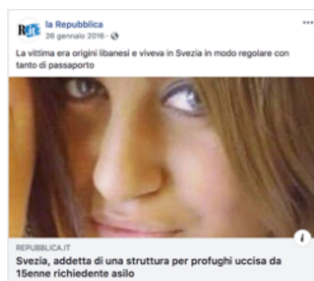 la Repubblica
26 gennaio 2016 ·
La vittima era origini libanesi e viveva in Svezia in modo regolare con
tanto di passaporto
REPUBBLICA.IT
Svezia, addetta di una struttura per profughi uccisa da
15enne richiedente asilo